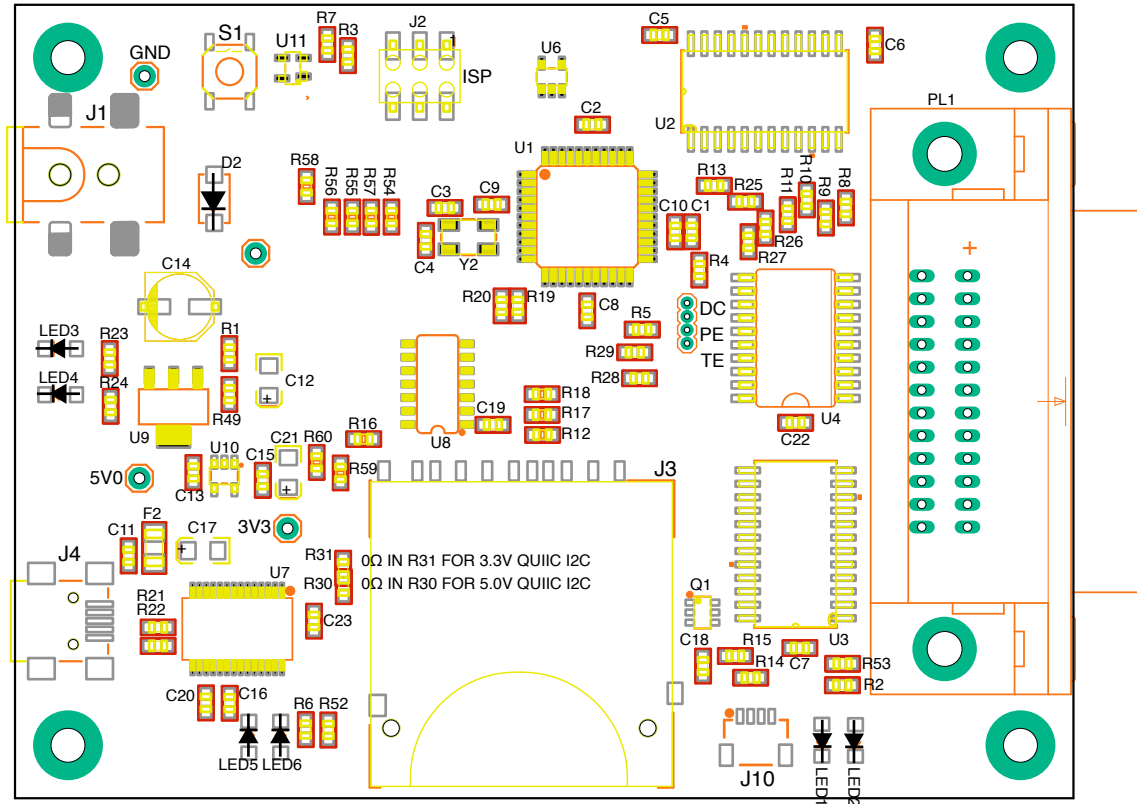 R7
J2
C5
GND
S1
U11
R3
1
U6
C6
ISP
J1
PL1
C2
U2
U1
D2
R58
R56
R55
R57
R54
C3
C9
R13
R25
R11
R10
R9
R8
C10
C1
C4
Y2
R26
R27
R4
C14
R20
R19
C8
DC
LED3
R23
R1
R5
PE
R29
TE
LED4
R24
C12
R28
R49
R18
R17
C19
U4
U9
U8
R12
C22
R16
C21
R60
U10
C15
R59
J3
5V0
C13
3V3
F2
C11
C17
R31
0Ω IN R31 FOR 3.3V QUIIC I2C
J4
U7
R30
0Ω IN R30 FOR 5.0V QUIIC I2C
Q1
R21
R22
C23
C18
R15
U3
C7
R14
R53
R2
C20
C16
R6
R52
LED5
LED6
J10
LED1
LED2